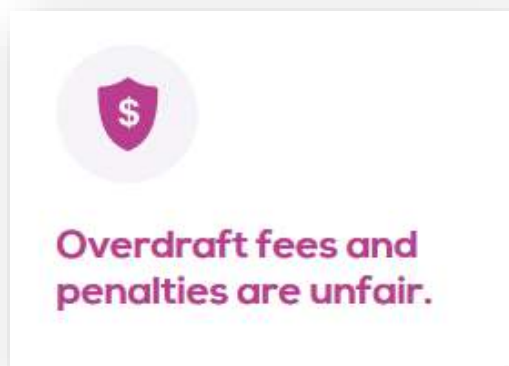 $
Overdraft fees and
penalties are unfair.